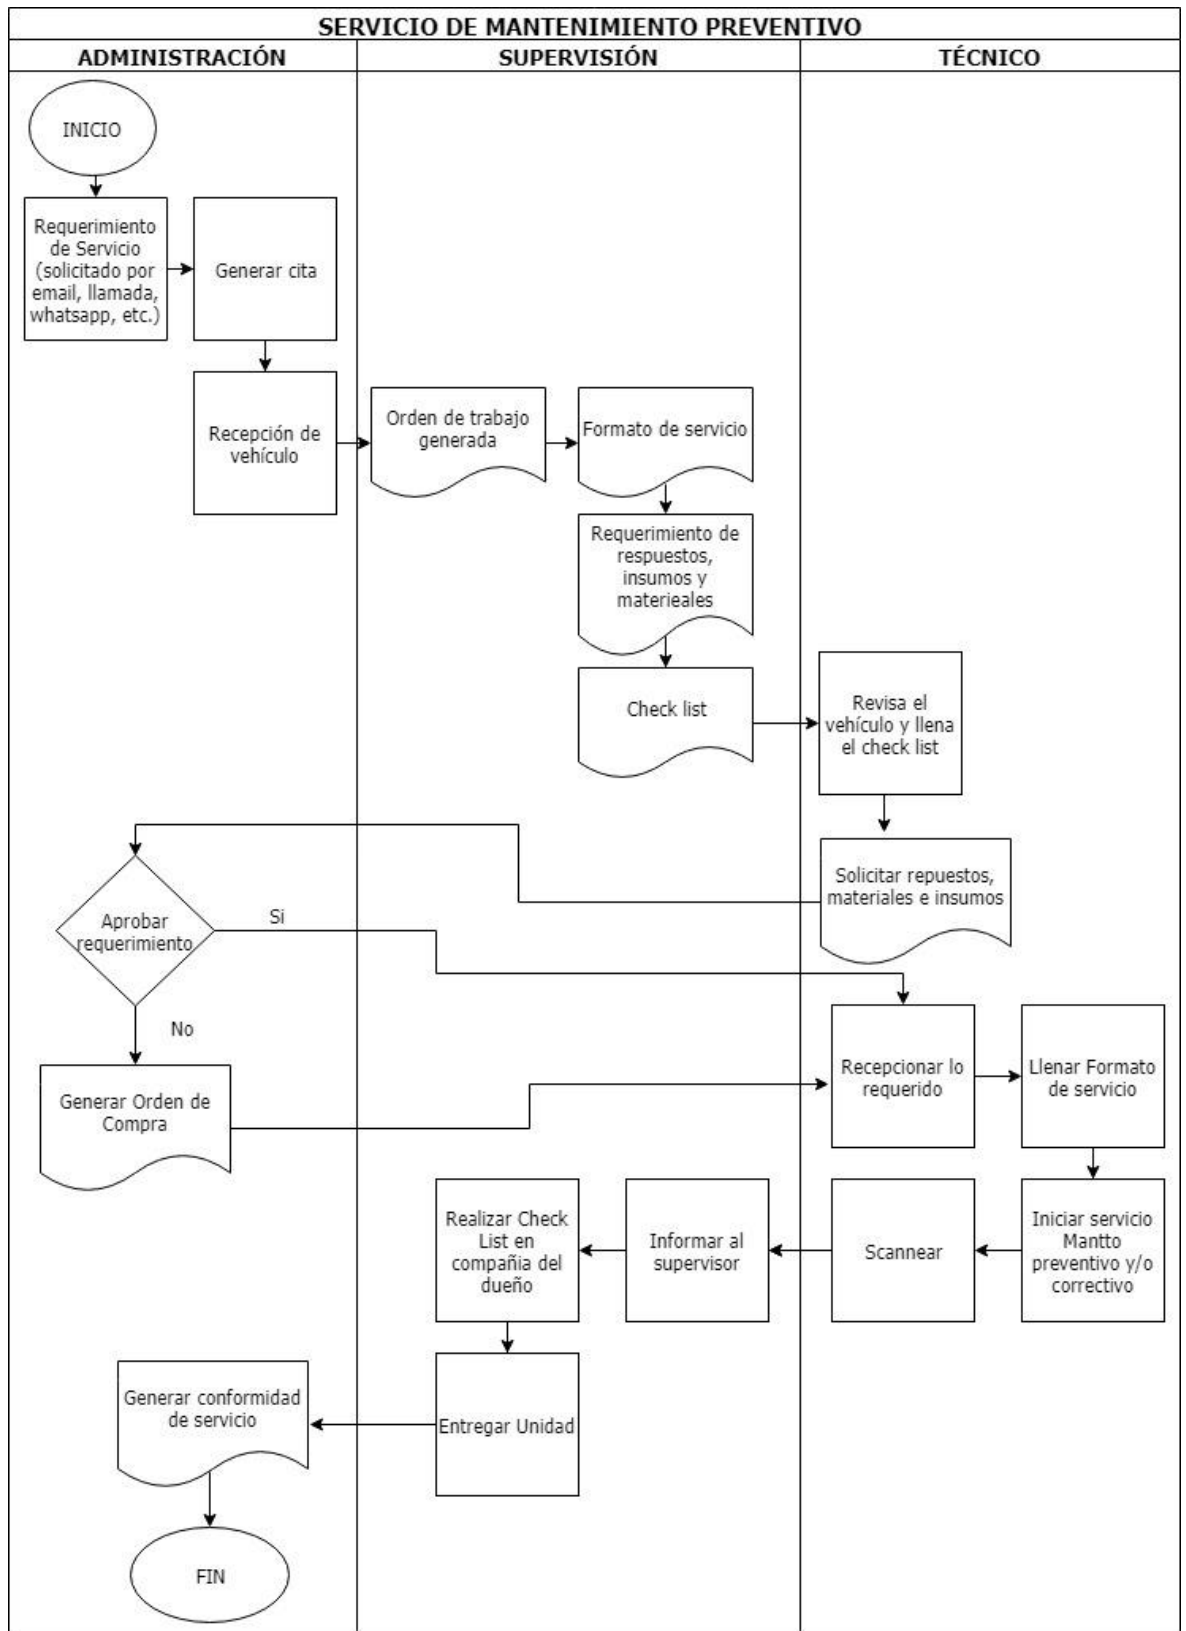 SERVICIO DE MANTENIMIENTO PREVENTIVO
ADMINISTRACIÓN
SUPERVISIÓN
TÉCNICO
INICIO
Requerimiento
de Servicio
(solicitado por
email, llamada,
whatsapp, etc.)
Generar cita
Recepción de
vehículo
Orden de trabajo
generada
Formato de servicio
Requerimiento de
respuestos,
insumos y
materieales
Check list
Revisa el
vehículo y llena
el check list
Solicitar repuestos,
materiales e insumos
Aprobar
requerimiento
Si
No
Generar Orden de
Compra
Recepcionar lo
requerido
Llenar Formato
de servicio
Iniciar servicio
Mantto
preventivo y/o
correctivo
Scannear
Informar al
supervisor
Realizar Check
List en
compañia del
dueño
Entregar Unidad
Generar conformidad
de servicio
FIN